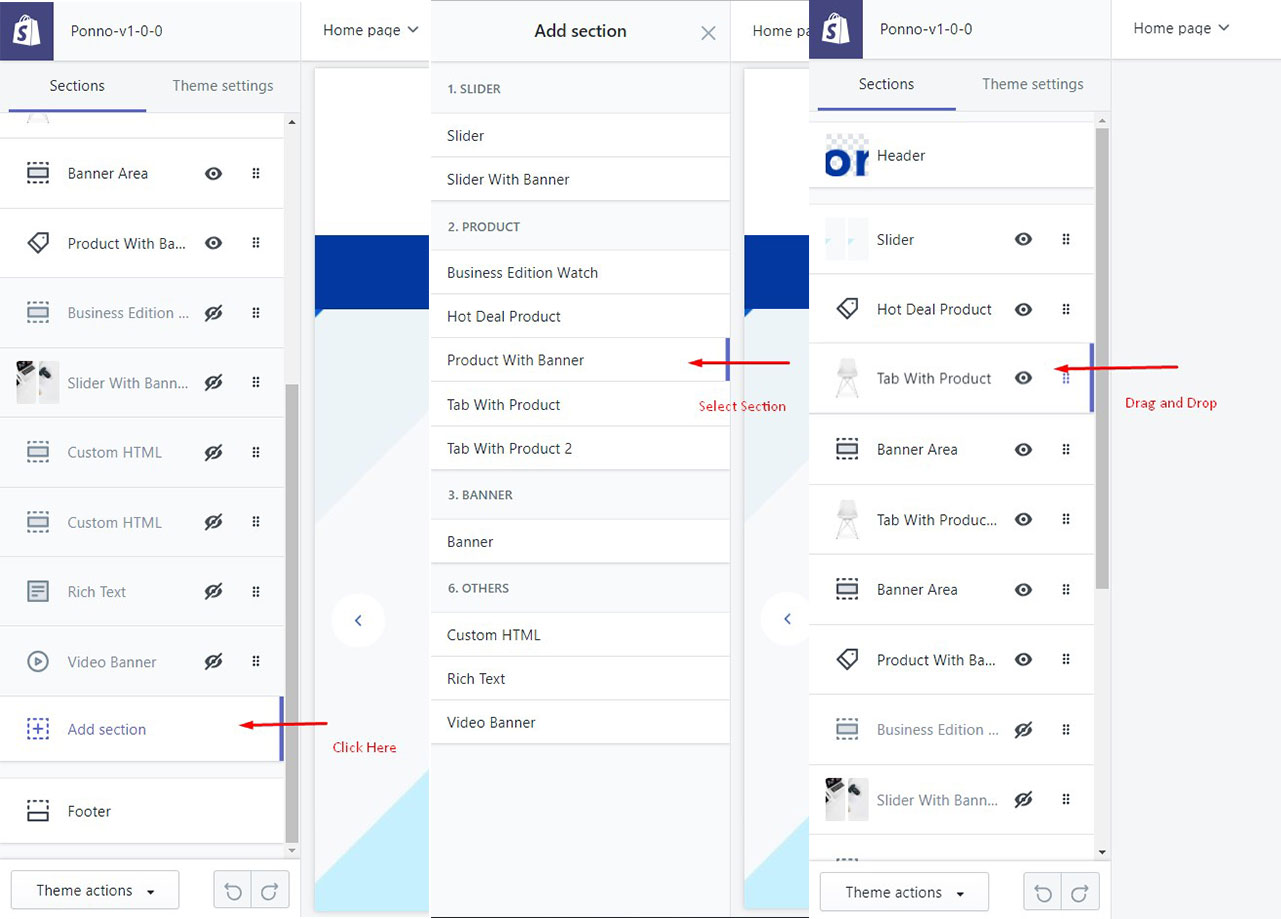 Ponno-v1-0-0
Home page
Sections
Theme settings
Banner Area
Product With Ba...
Business Edition ...
Slider With Bann...
Custom HTML
Custom HTML
Rich Text
Video Banner
Add section
Click Here
Footer
Theme actions
Add section
Home pa
1. SLIDER
Slider
Slider With Banner
2. PRODUCT
Business Edition Watch
Hot Deal Product
Product With Banner
Select Section
Tab With Product
Tab With Product 2
3. BANNER
Banner
6. OTHERS
Custom HTML
Rich Text
Video Banner
Ponno-v1-0-0
Home page
Sections
Theme settings
or
Header
Slider
Hot Deal Product
Tab With Product
Drag and Drop
Banner Area
Tab With Produc...
Banner Area
Product With Ba...
Business Edition ...
Slider With Bann...
Theme actions